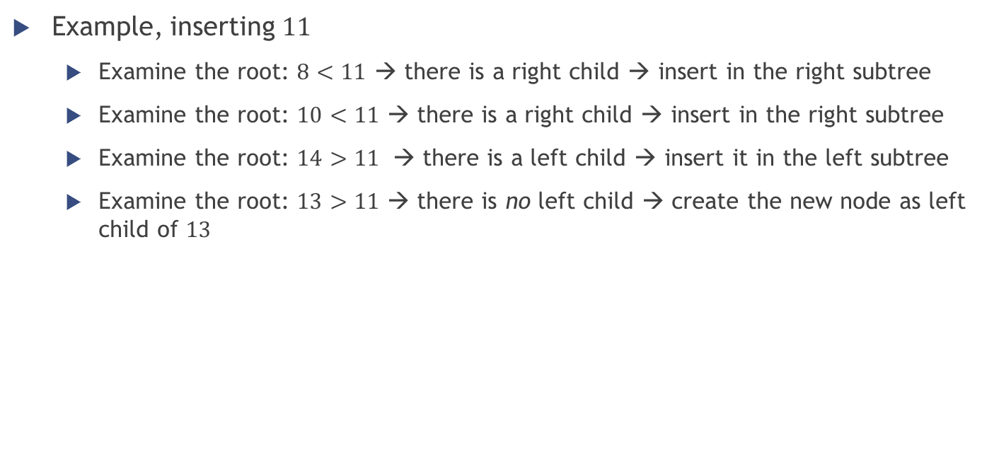 Example, inserting 11
Examine the root: 8 < 11 → there is a right child → insert in the right subtree
Examine the root: 10 < 11 → there is a right child → insert in the right subtree
Examine the root: 14 > 11 → there is a left child → insert it in the left subtree
Examine the root: 13 > 11 → there is no left child → create the new node as left
child of 13